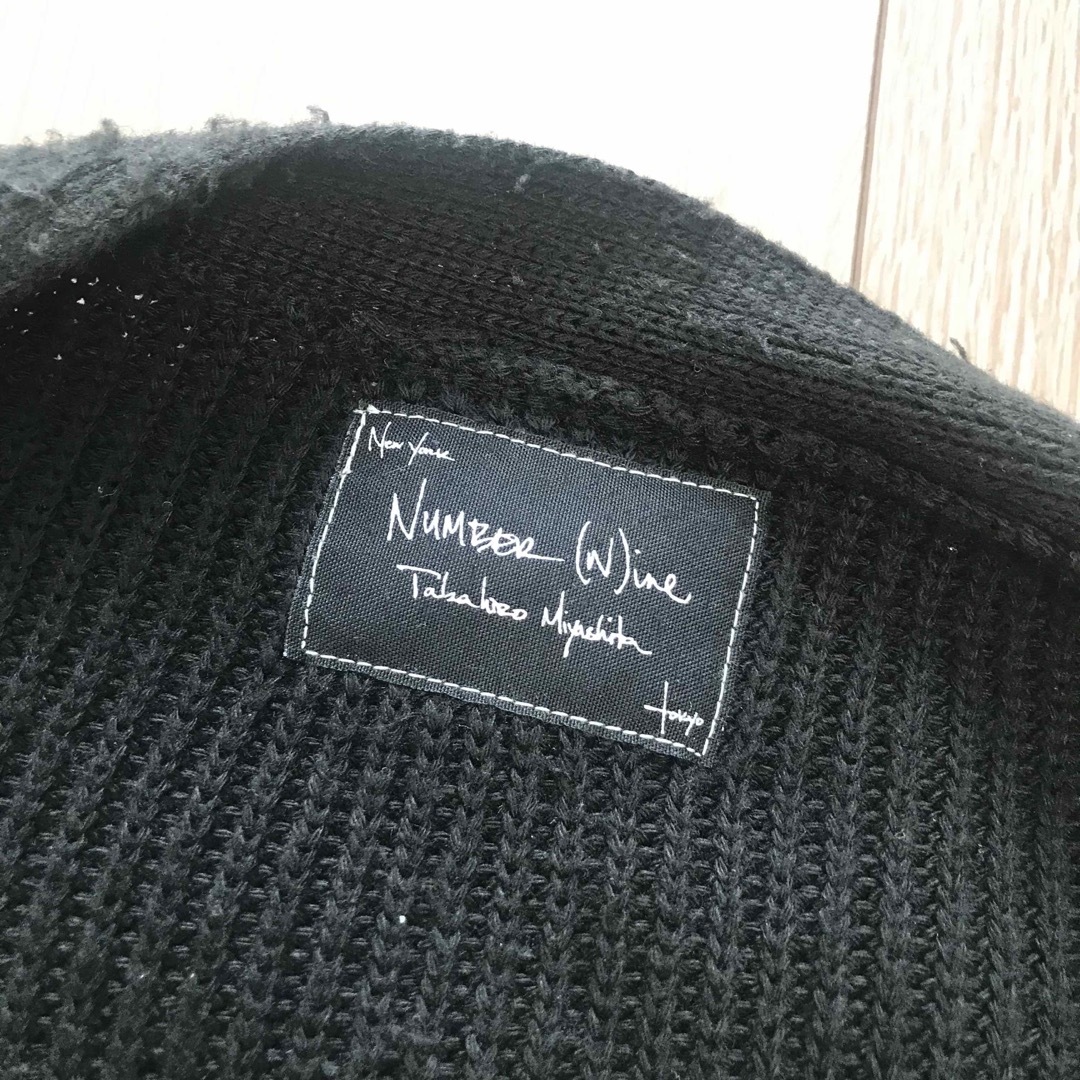 New York
NUMBER (N)ine
Takahiro Miyashita
tokyo